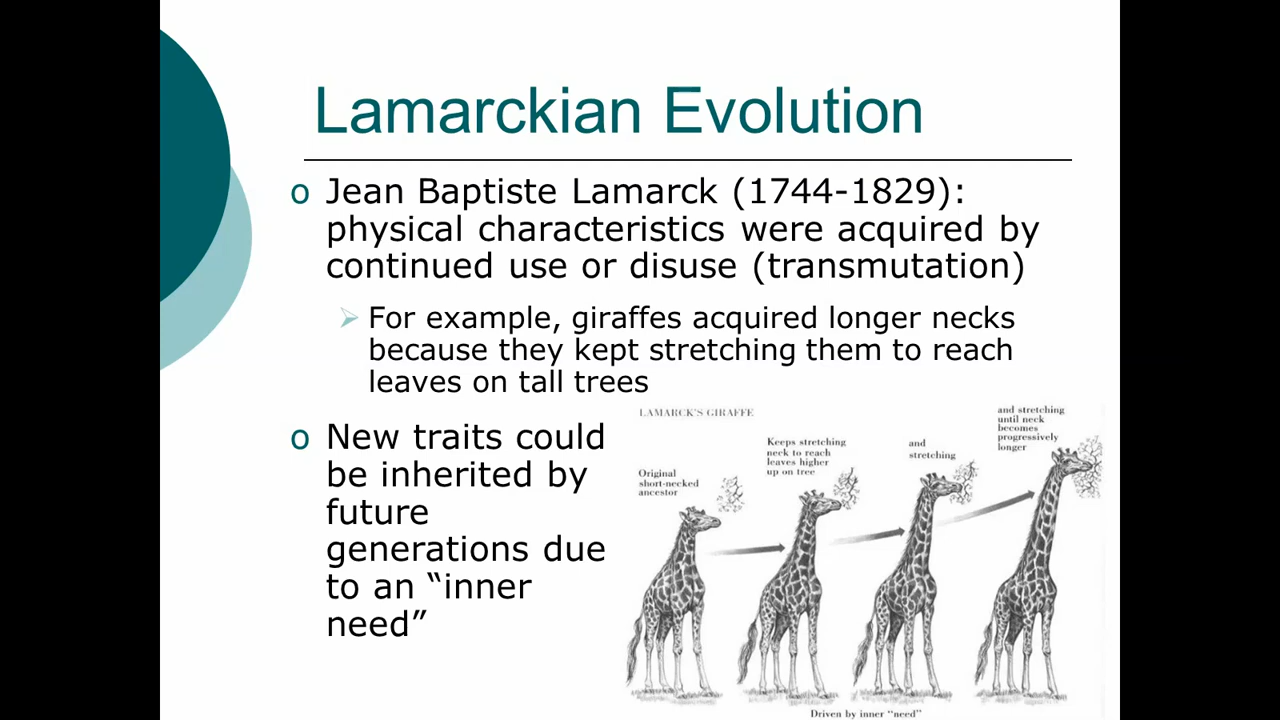 Lamarckian Evolution
o Jean Baptiste Lamarck (1744-1829):
physical characteristics were acquired by
continued use or disuse (transmutation)
For example, giraffes acquired longer necks
because they kept stretching them to reach
leaves on tall trees
o New traits could
be inherited by
future
generations due
to an “inner
need”
LAMARCK'S GIRAFFE
Original
short-necked
ancestor
Keeps stretching
neck to reach
leaves higher
up on tree
and
stretching
and stretching
until neck
becomes
progressively
longer
Driven by inner “need”